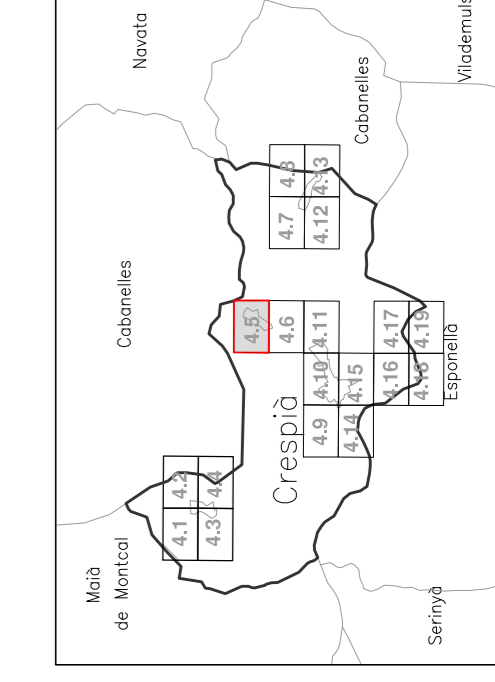 Navata
Vilademuls
Cabanelles
Cabanelles
4.8
4.13
4.7
4.12
4.5
4.6
4.11
4.17
4.19
4.10
4.15
4.16
4.18
Esponellà
4.9
4.14
Crespià
4.2
4.4
4.1
4.3
Maià
de Montcal
Serinyà